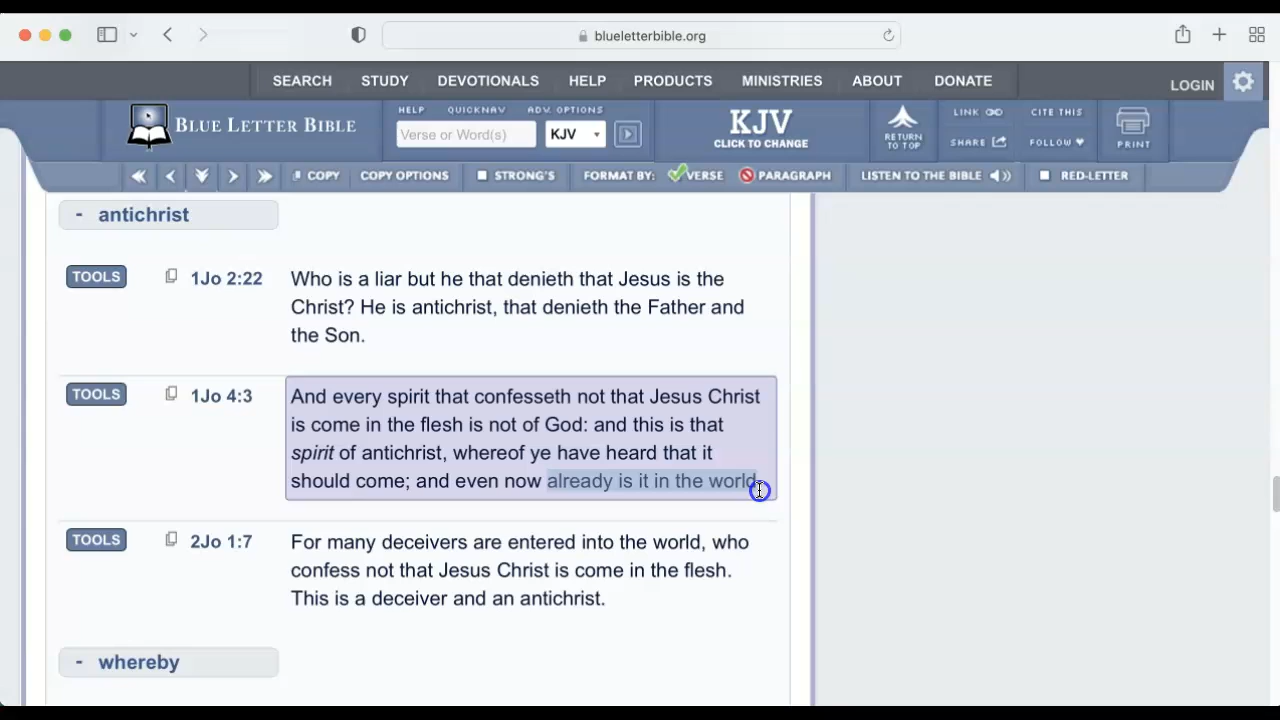 blueletterbible.org
SEARCH STUDY DEVOTIONALS HELP PRODUCTS MINISTRIES ABOUT DONATE LOGIN
HELP QUICKNAV ADV. OPTIONS
BLUE LETTER BIBLE
Verse or Word(s) KJV
KJV
CLICK TO CHANGE
RETURN
TO TOP
LINK CITE THIS
SHARE FOLLOW
PRINT
COPY COPY OPTIONS STRONG'S FORMAT BY: VERSE PARAGRAPH LISTEN TO THE BIBLE RED-LETTER
- antichrist
TOOLS 1Jo 2:22 Who is a liar but he that denieth that Jesus is the
Christ? He is antichrist, that denieth the Father and
the Son.
TOOLS 1Jo 4:3 And every spirit that confesseth not that Jesus Christ
is come in the flesh is not of God: and this is that
spirit of antichrist, whereof ye have heard that it
should come; and even now already is it in the world.
TOOLS 2Jo 1:7 For many deceivers are entered into the world, who
confess not that Jesus Christ is come in the flesh.
This is a deceiver and an antichrist.
- whereby